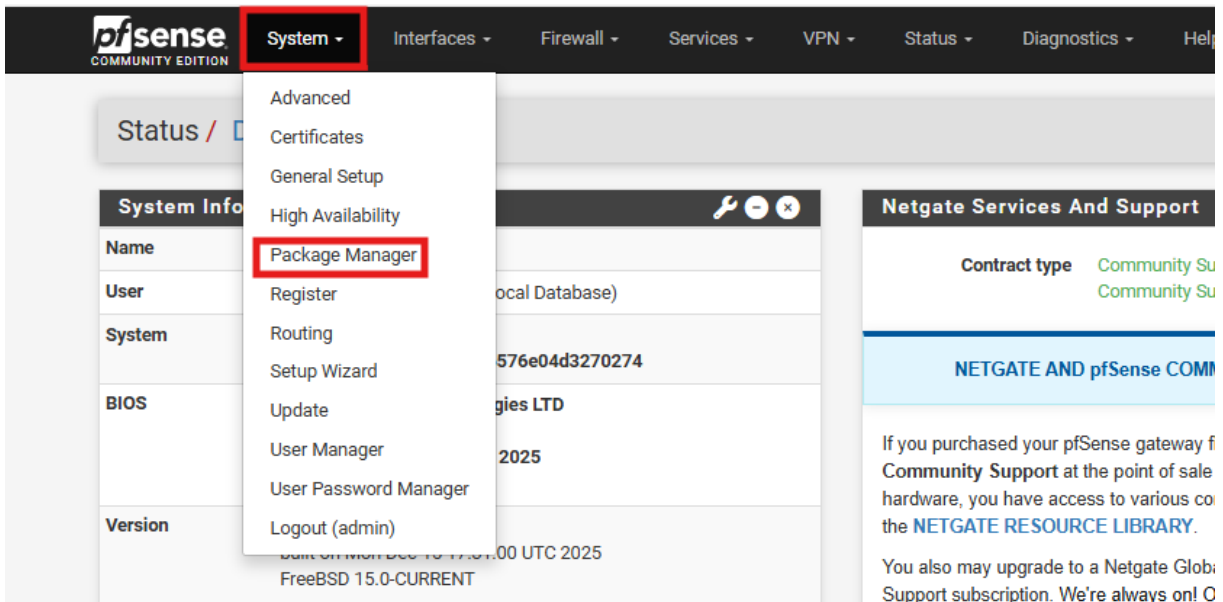 pfsense System Interfaces Firewall Services VPN Status Diagnostics Help
COMMUNITY EDITION
Advanced
Certificates
General Setup
High Availability
Package Manager
Register
Routing
Setup Wizard
Update
User Manager
User Password Manager
Logout (admin)
Status / D
System Info
Name
User ocal Database)
System
576e04d3270274
BIOS gies LTD
2025
Version
00 UTC 2025
FreeBSD 15.0-CURRENT
Netgate Services And Support
Contract type Community Su
Community Su
NETGATE AND pfSense COMM
If you purchased your pfSense gateway f
Community Support at the point of sale
hardware, you have access to various co
the NETGATE RESOURCE LIBRARY.
You also may upgrade to a Netgate Globa
Support subscription. We're always on! O